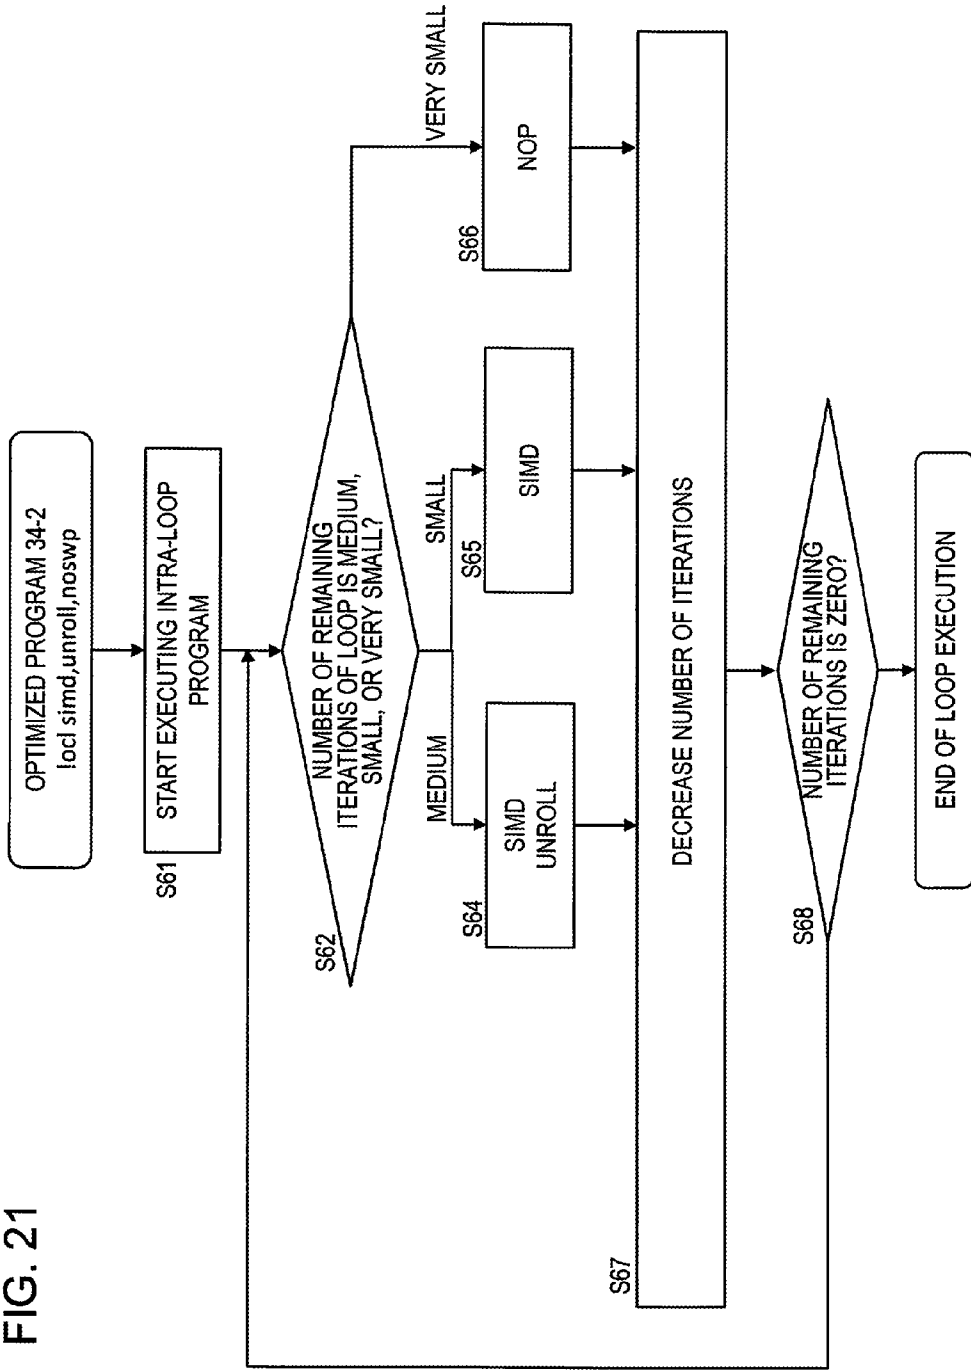 FIG. 21
OPTIMIZED PROGRAM 34-2
!ocl simd,unroll,noswp
S61
START EXECUTING INTRA-LOOP
PROGRAM
S62
NUMBER OF REMAINING
ITERATIONS OF LOOP IS MEDIUM,
SMALL, OR VERY SMALL?
MEDIUM
SMALL
VERY SMALL
S64
SIMD
UNROLL
S65
SIMD
S66
NOP
S67
DECREASE NUMBER OF ITERATIONS
S68
NUMBER OF REMAINING
ITERATIONS IS ZERO?
END OF LOOP EXECUTION